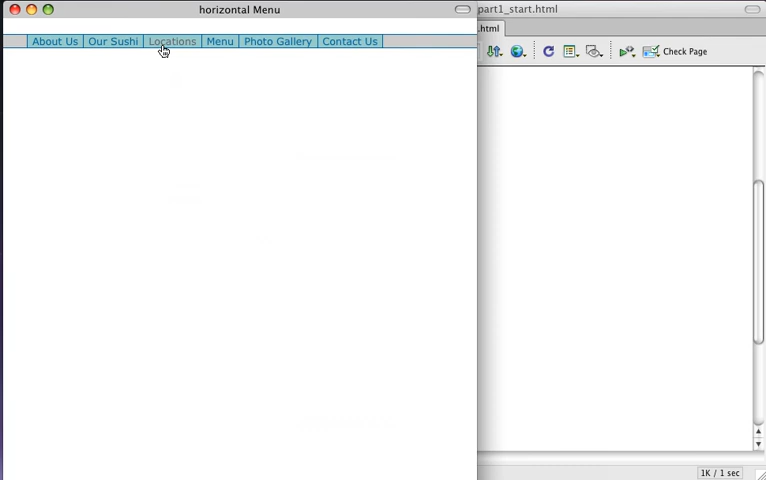 horizontal Menu
part1_start.html
.html
About Us
Our Sushi
Locations
Menu
Photo Gallery
Contact Us
Check Page
1K / 1 sec